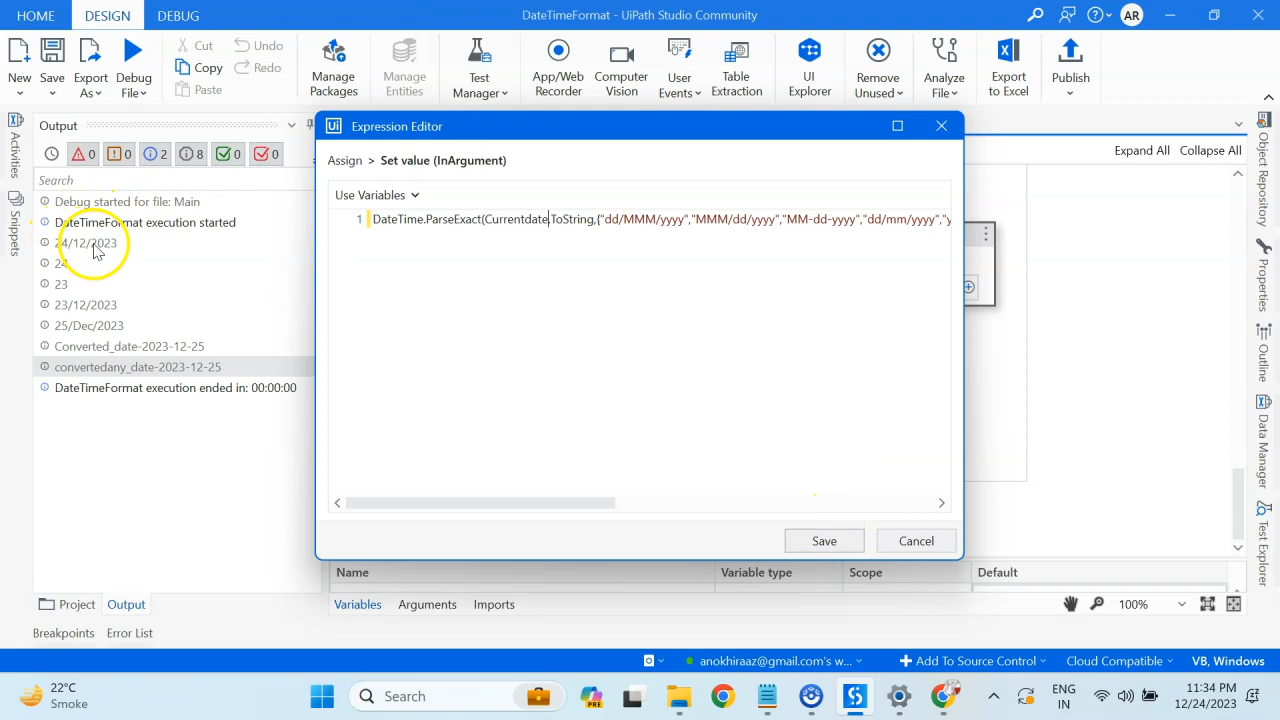 HOME DESIGN DEBUG DateTimeFormat - UiPath Studio Community AR
New Save Export As Debug File Cut Copy Paste Undo Redo Manage Packages Manage Entities Test Manager App/Web Recorder Computer Vision User Events Table Extraction UI Explorer Remove Unused Analyze File Export to Excel Publish
Output
0 0 2 8 0 0
Search
Debug started for file: Main
DateTimeFormat execution started
24/12/2023
24
23
23/12/2023
25/Dec/2023
Converted_date-2023-12-25
convertedany_date-2023-12-25
DateTimeFormat execution ended in: 00:00:00
Activities
Snippets
Ui Expression Editor
Assign > Set value (InArgument)
Use Variables
1 DateTime.ParseExact(Currentdate.ToString,{"dd/MMM/yyyy","MMM/dd/yyyy","MM-dd-yyyy","dd/mm/yyyy","y
Save Cancel
Expand All Collapse All
Object Repository
Properties
Outline
Data Manager
Test Explorer
Name Variable type Scope Default
Project Output Variables Arguments Imports 100%
Breakpoints Error List
anokhiraaz@gmail.com's w... Add To Source Control Cloud Compatible VB, Windows
22°C
Smoke
Search
PRE
ENG
IN
11:34 PM
12/24/2023